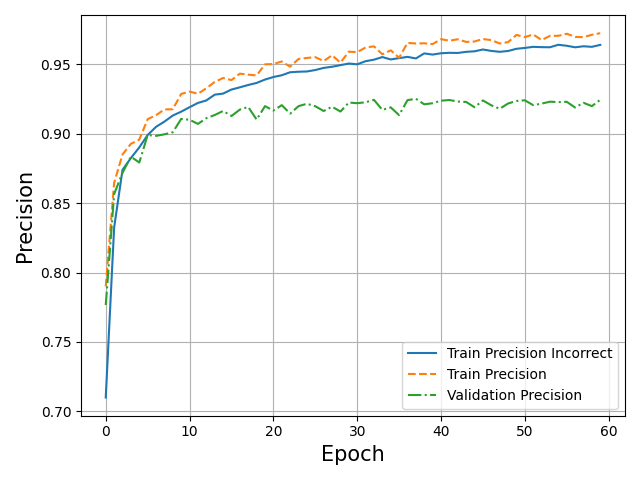 0.95
0.90
0.85
0.80
0.75
0.70
Precision
0 10 20 30 40 50 60
Epoch
Train Precision Incorrect
Train Precision
Validation Precision